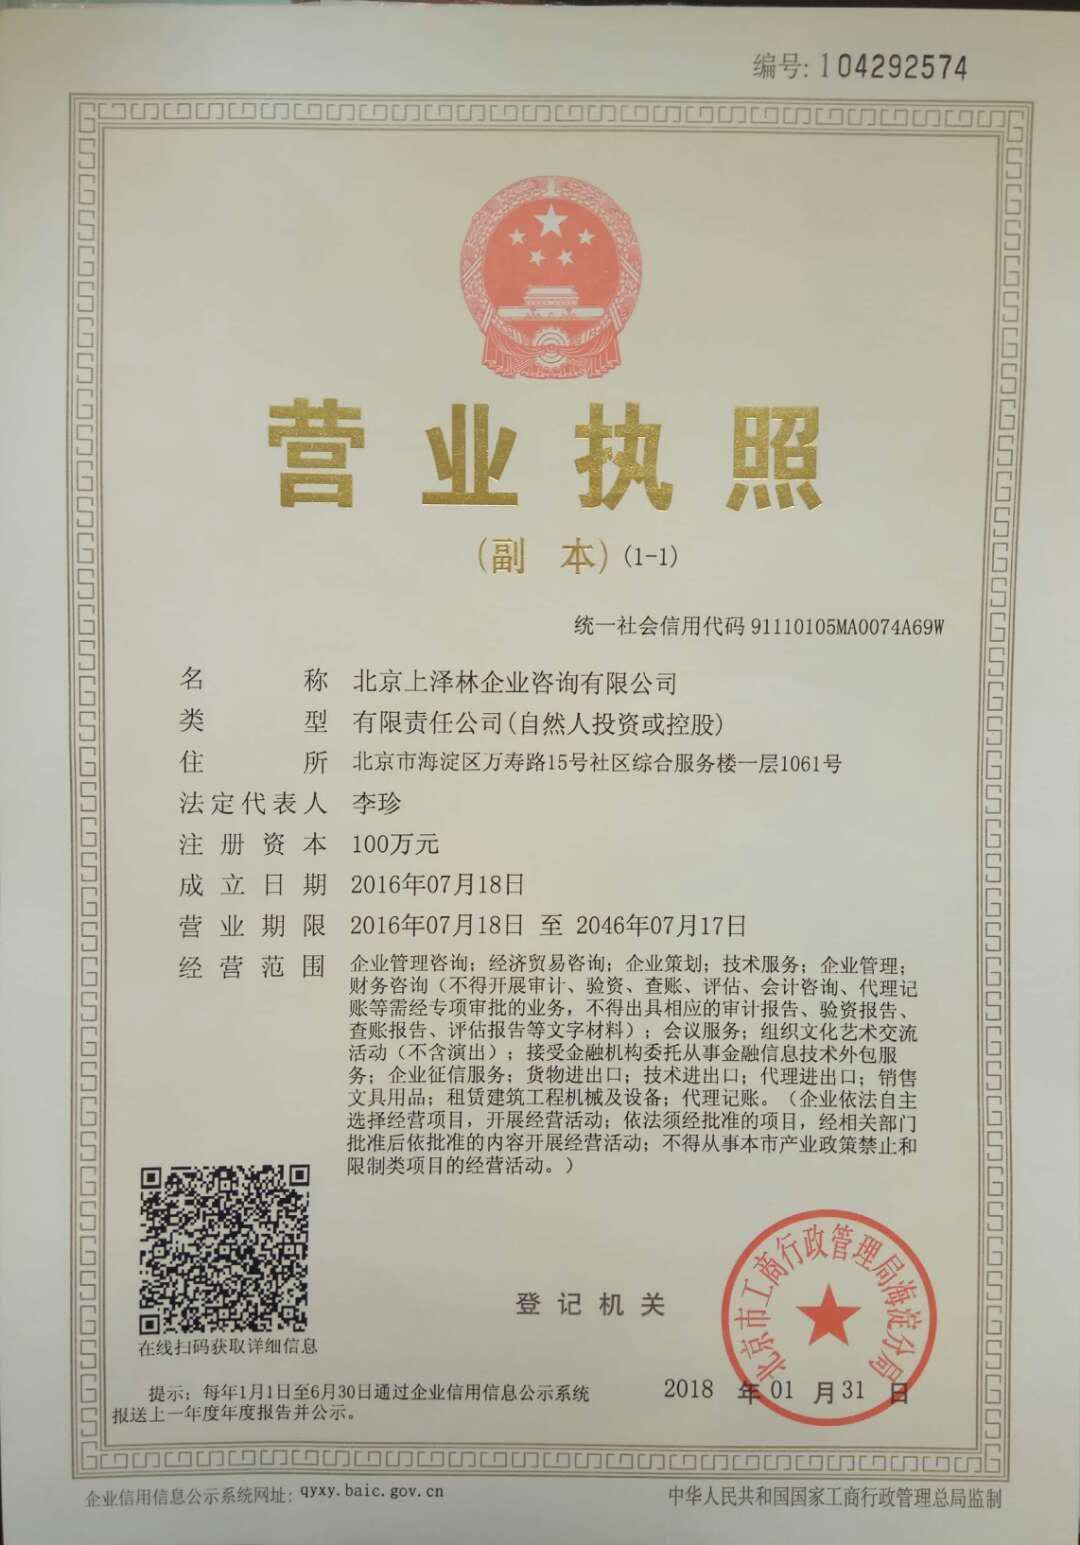 编号:104292574
营业执照
(副 本)(1-1)
统一社会信用代码 91110105MA0074A69W
名 称 北京上泽林企业咨询有限公司
类 型 有限责任公司(自然人投资或控股)
住 所 北京市海淀区万寿路15号社区综合服务楼一层1061号
法定代表人 李珍
注册资本 100万元
成立日期 2016年07月18日
营业期限 2016年07月18日 至 2046年07月17日
经营范围 企业管理咨询；经济贸易咨询；企业策划；技术服务；企业管理；
财务咨询（不得开展审计、验资、查账、评估、会计咨询、代理记
账等需经专项审批的业务，不得出具相应的审计报告、验资报告、
查账报告、评估报告等文字材料）；会议服务；组织文化艺术交流
活动（不含演出）；接受金融机构委托从事金融信息技术外包服
务；企业征信服务；货物进出口；技术进出口；代理进出口；销售
文具用品；租赁建筑工程机械及设备；代理记账。（企业依法自主
选择经营项目，开展经营活动；依法须经批准的项目，经相关部门
批准后依批准的内容开展经营活动；不得从事本市产业政策禁止和
限制类项目的经营活动。）
在线扫码获取详细信息
登记机关
北京市工商行政管理局海淀分局
2018 年 01 月 31 日
提示：每年1月1日至6月30日通过企业信用信息公示系统
报送上一年度年度报告并公示。
企业信用信息公示系统网址：qyxy.baic.gov.cn
中华人民共和国国家工商行政管理总局监制